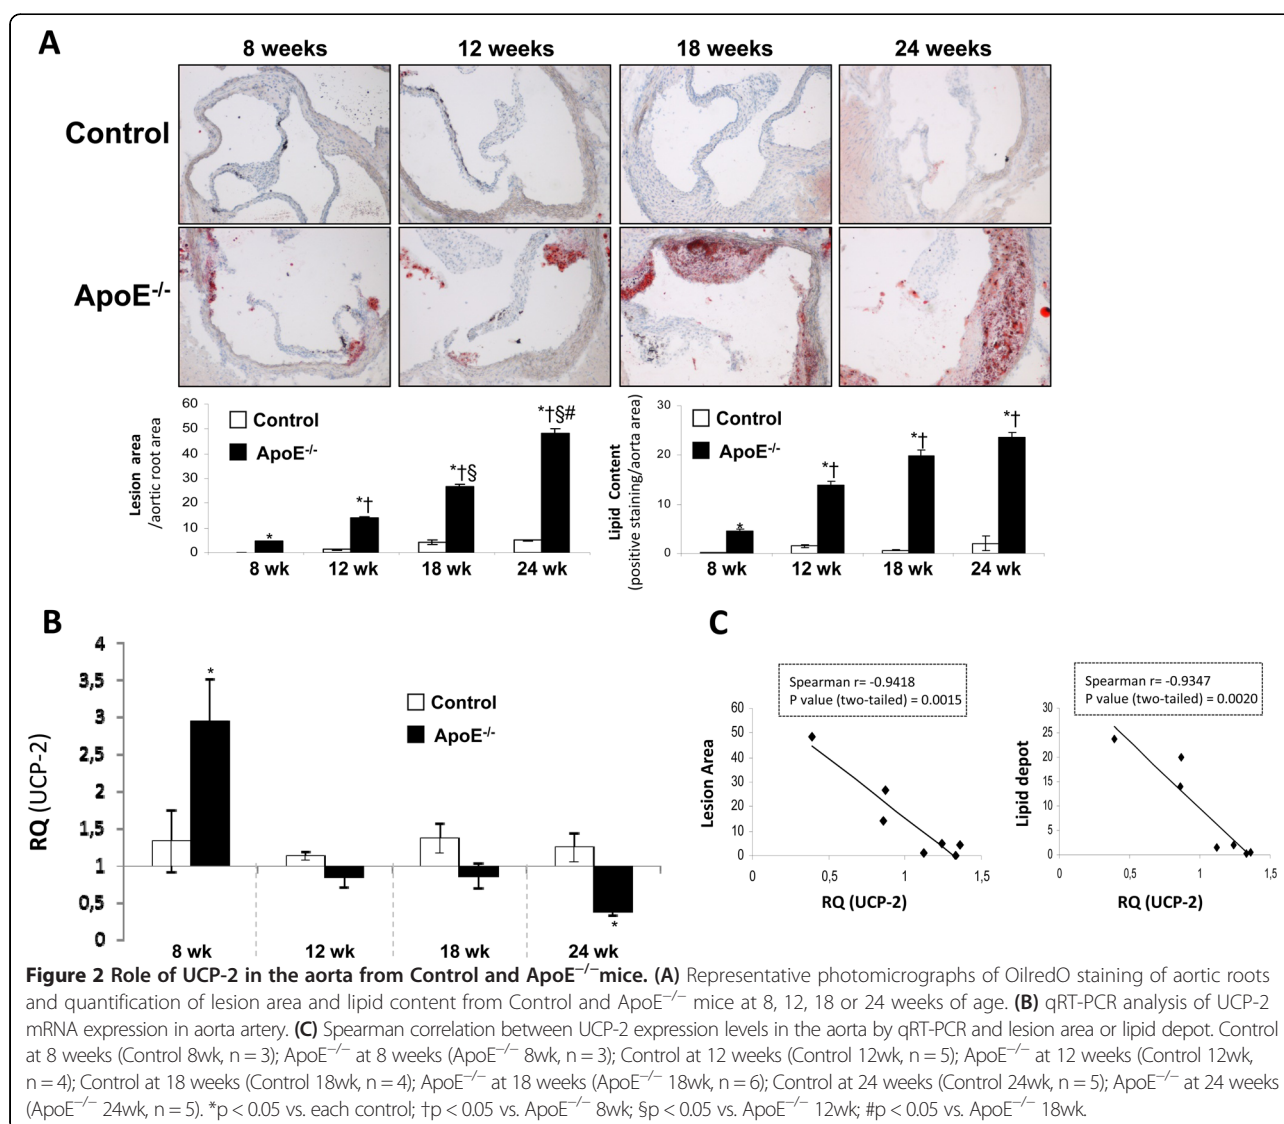 A
8 weeks
12 weeks
18 weeks
24 weeks
Control
ApoE-/-
Lesion area
/aortic root area
60
50
40
30
20
10
0
Control
ApoE-/-
*
*†
*†§
*†§#
8 wk
12 wk
18 wk
24 wk
Lipid Content
(positive staining/aorta area)
30
20
10
0
Control
ApoE-/-
*
*†
*†
*†
8 wk
12 wk
18 wk
24 wk
B
RQ (UCP-2)
4
3,5
3
2,5
2
1,5
1
0,5
0
*
Control
ApoE-/-
*
8 wk
12 wk
18 wk
24 wk
C
Spearman r= -0.9418
P value (two-tailed) = 0.0015
Lesion Area
60
50
40
30
20
10
0
0
0,5
1
1,5
RQ (UCP-2)
Spearman r= -0.9347
P value (two-tailed) = 0.0020
Lipid depot
30
25
20
15
10
5
0
0
0,5
1
1,5
RQ (UCP-2)
Figure 2 Role of UCP-2 in the aorta from Control and ApoE−/−mice. (A) Representative photomicrographs of OilredO staining of aortic roots
and quantification of lesion area and lipid content from Control and ApoE−/− mice at 8, 12, 18 or 24 weeks of age. (B) qRT-PCR analysis of UCP-2
mRNA expression in aorta artery. (C) Spearman correlation between UCP-2 expression levels in the aorta by qRT-PCR and lesion area or lipid depot. Control
at 8 weeks (Control 8wk, n = 3); ApoE−/− at 8 weeks (ApoE−/− 8wk, n = 3); Control at 12 weeks (Control 12wk, n = 5); ApoE−/− at 12 weeks (Control 12wk,
n = 4); Control at 18 weeks (Control 18wk, n = 4); ApoE−/− at 18 weeks (ApoE−/− 18wk, n = 6); Control at 24 weeks (Control 24wk, n = 5); ApoE−/− at 24 weeks
(ApoE−/− 24wk, n = 5). *p < 0.05 vs. each control; †p < 0.05 vs. ApoE−/− 8wk; §p < 0.05 vs. ApoE−/− 12wk; #p < 0.05 vs. ApoE−/− 18wk.